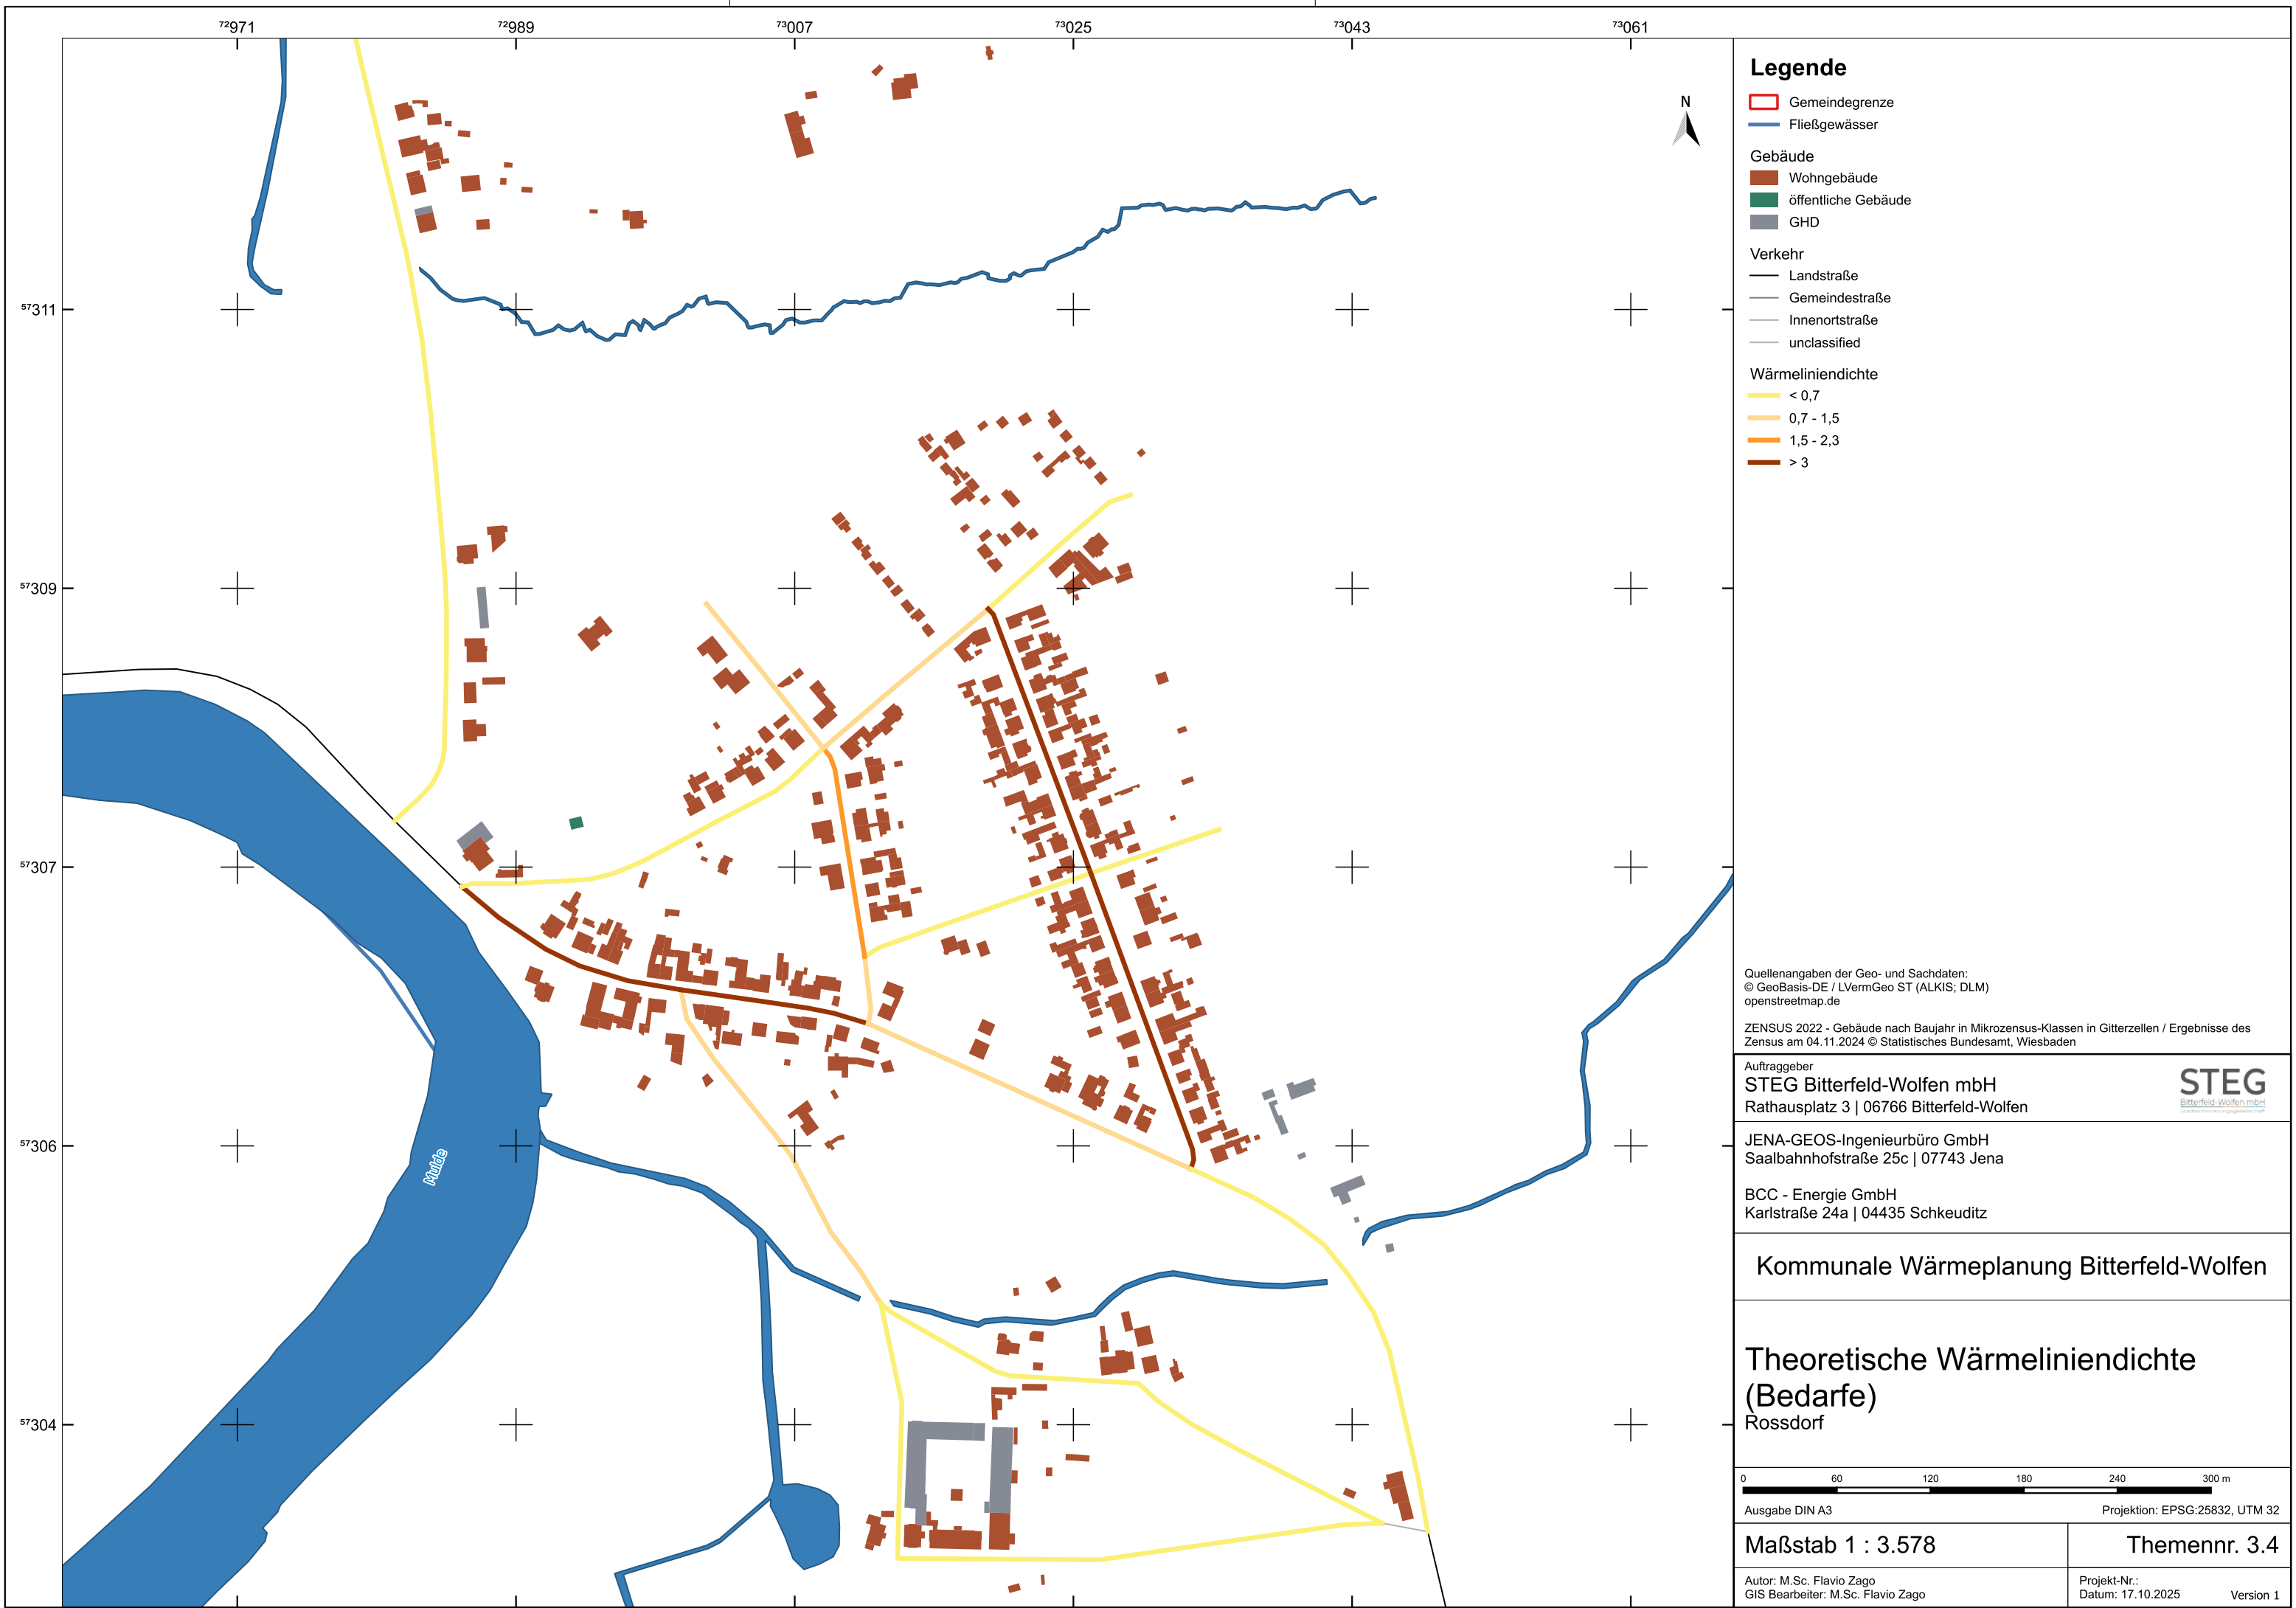 72971 72989 73007 73025 73043 73061
57311
57309
57307
57306
57304
Mulde
N
Legende
Gemeindegrenze
Fließgewässer
Gebäude
Wohngebäude
öffentliche Gebäude
GHD
Verkehr
Landstraße
Gemeindestraße
Innenortstraße
unclassified
Wärmeliniendichte
< 0,7
0,7 - 1,5
1,5 - 2,3
> 3
Quellenangaben der Geo- und Sachdaten:
© GeoBasis-DE / LVermGeo ST (ALKIS; DLM)
openstreetmap.de
ZENSUS 2022 - Gebäude nach Baujahr in Mikrozensus-Klassen in Gitterzellen / Ergebnisse des
Zensus am 04.11.2024 © Statistisches Bundesamt, Wiesbaden
Auftraggeber
STEG Bitterfeld-Wolfen mbH
Rathausplatz 3 | 06766 Bitterfeld-Wolfen
STEG
Bitterfeld-Wolfen mbH
JENA-GEOS-Ingenieurbüro GmbH
Saalbahnhofstraße 25c | 07743 Jena
BCC - Energie GmbH
Karlstraße 24a | 04435 Schkeuditz
Kommunale Wärmeplanung Bitterfeld-Wolfen
Theoretische Wärmeliniendichte
(Bedarfe)
Rossdorf
0 60 120 180 240 300 m
Ausgabe DIN A3 Projektion: EPSG:25832, UTM 32
Maßstab 1 : 3.578 Themennr. 3.4
Autor: M.Sc. Flavio Zago
GIS Bearbeiter: M.Sc. Flavio Zago
Projekt-Nr.:
Datum: 17.10.2025 Version 1